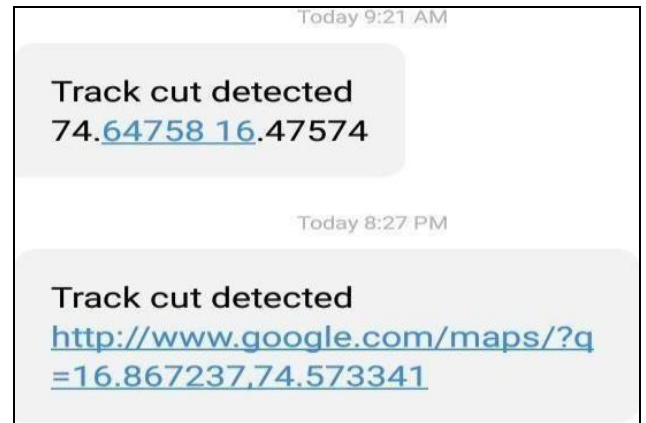 Today 9:21 AM
Track cut detected
74.64758 16.47574
Today 8:27 PM
Track cut detected
http://www.google.com/maps/?q
=16.867237,74.573341